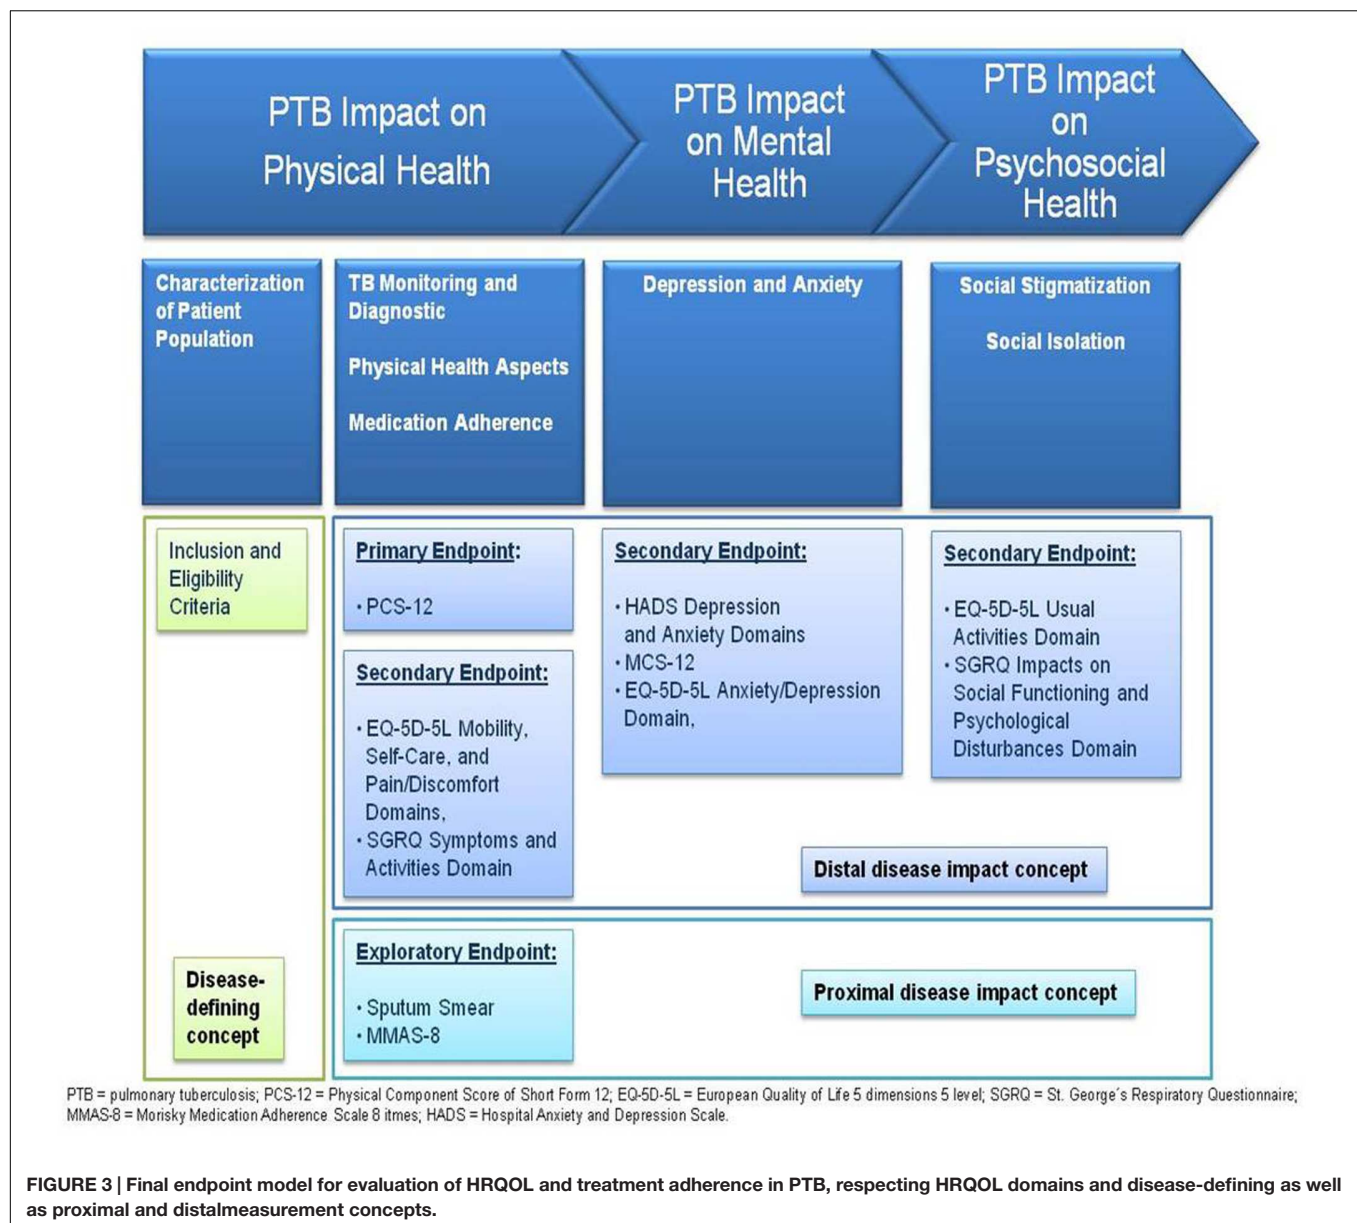 PTB Impact on
Physical Health
PTB Impact
on Mental
Health
PTB Impact
on
Psychosocial
Health
Characterization
of Patient
Population
TB Monitoring and
Diagnostic
Physical Health Aspects
Medication Adherence
Depression and Anxiety
Social Stigmatization
Social Isolation
Inclusion and
Eligibility
Criteria
Primary Endpoint:
• PCS-12
Secondary Endpoint:
• EQ-5D-5L Mobility,
Self-Care, and
Pain/Discomfort
Domains,
• SGRQ Symptoms and
Activities Domain
Secondary Endpoint:
• HADS Depression
and Anxiety Domains
• MCS-12
• EQ-5D-5L Anxiety/Depression
Domain,
Secondary Endpoint:
• EQ-5D-5L Usual
Activities Domain
• SGRQ Impacts on
Social Functioning and
Psychological
Disturbances Domain
Distal disease impact concept
Disease-
defining
concept
Exploratory Endpoint:
• Sputum Smear
• MMAS-8
Proximal disease impact concept
PTB = pulmonary tuberculosis; PCS-12 = Physical Component Score of Short Form 12; EQ-5D-5L = European Quality of Life 5 dimensions 5 level; SGRQ = St. George´s Respiratory Questionnaire;
MMAS-8 = Morisky Medication Adherence Scale 8 itmes; HADS = Hospital Anxiety and Depression Scale.
FIGURE 3 | Final endpoint model for evaluation of HRQOL and treatment adherence in PTB, respecting HRQOL domains and disease-defining as well
as proximal and distalmeasurement concepts.